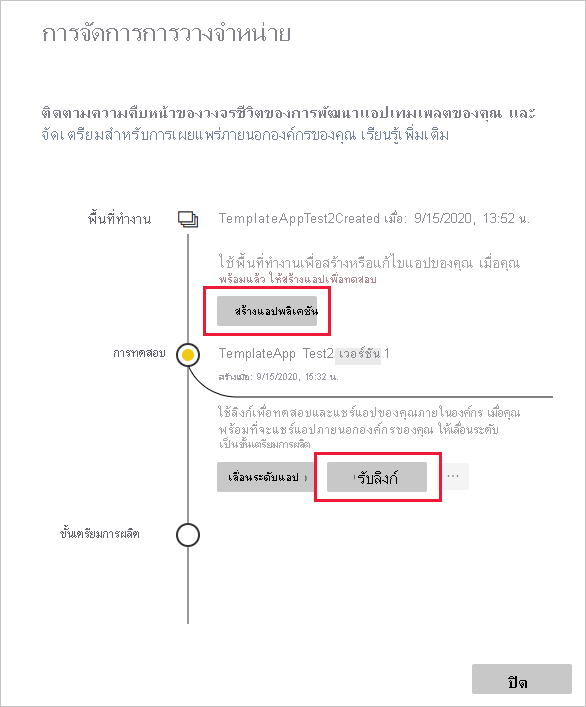 การจัดการการวางจำหน่าย
ติดตามความคืบหน้าของวงจรชีวิตของการพัฒนาแอปเทมเพลตของคุณ และ
จัดเตรียมสำหรับการเผยแพร่ภายนอกองค์กรของคุณ เรียนรู้เพิ่มเติม
พื้นที่ทำงาน
TemplateAppTest2Created เมื่อ: 9/15/2020, 13:52 น.
ใช้พื้นที่ทำงานเพื่อสร้างหรือแก้ไขแอปของคุณ เมื่อคุณ
พร้อมแล้ว ให้สร้างแอปเพื่อทดสอบ
สร้างแอปพลิเคชัน
การทดสอบ
TemplateApp Test2 เวอร์ชัน 1
สร้างเมื่อ: 9/15/2020, 15:32 น.
ใช้ลิงก์เพื่อทดสอบและแชร์แอปของคุณภายในองค์กร เมื่อคุณ
พร้อมที่จะแชร์แอปภายนอกองค์กรของคุณ ให้เลื่อนระดับ
เป็นขั้นเตรียมการผลิต
เลื่อนระดับแอป
รับลิงก์
...
ขั้นเตรียมการผลิต
ปิด